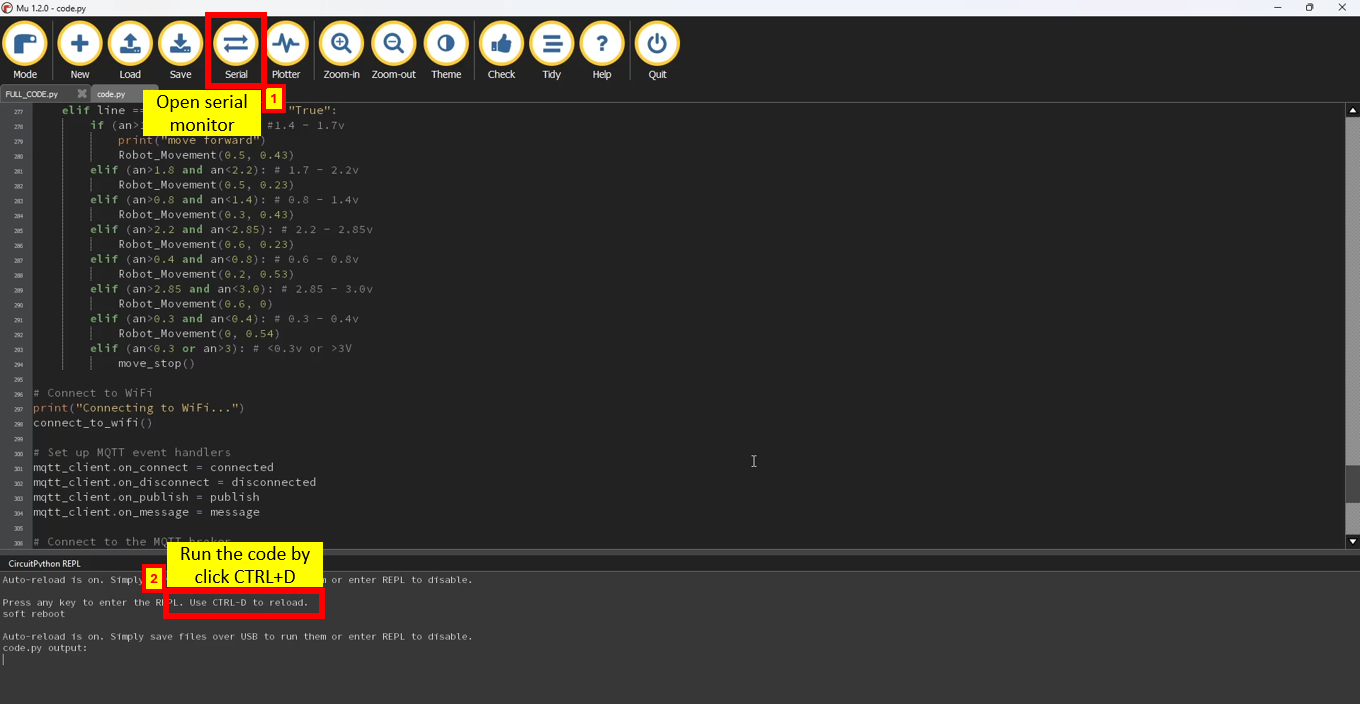 Mu 1.2.0 - code.py
Mode New Load Save Serial Plotter Zoom-in Zoom-out Theme Check Tidy Help Quit
FULL_CODE.py code.py
1
Open serial
monitor
277 elif line == "True":
278 if (an> #1.4 - 1.7v
279 print("move forward")
280 Robot_Movement(0.5, 0.43)
281 elif (an>1.8 and an<2.2): # 1.7 - 2.2v
282 Robot_Movement(0.5, 0.23)
283 elif (an>0.8 and an<1.4): # 0.8 - 1.4v
284 Robot_Movement(0.3, 0.43)
285 elif (an>2.2 and an<2.85): # 2.2 - 2.85v
286 Robot_Movement(0.6, 0.23)
287 elif (an>0.4 and an<0.8): # 0.6 - 0.8v
288 Robot_Movement(0.2, 0.53)
289 elif (an>2.85 and an<3.0): # 2.85 - 3.0v
290 Robot_Movement(0.6, 0)
291 elif (an>0.3 and an<0.4): # 0.3 - 0.4v
292 Robot_Movement(0, 0.54)
293 elif (an<0.3 or an>3): # <0.3v or >3V
294 move_stop()
295
296 # Connect to WiFi
297 print("Connecting to WiFi...")
298 connect_to_wifi()
299
300 # Set up MQTT event handlers
301 mqtt_client.on_connect = connected
302 mqtt_client.on_disconnect = disconnected
303 mqtt_client.on_publish = publish
304 mqtt_client.on_message = message
305
306 # Connect to the MQTT broker
Run the code by
click CTRL+D
2
CircuitPython REPL
Auto-reload is on. Simply m or enter REPL to disable.
Press any key to enter the REPL. Use CTRL-D to reload.
soft reboot
Auto-reload is on. Simply save files over USB to run them or enter REPL to disable.
code.py output: